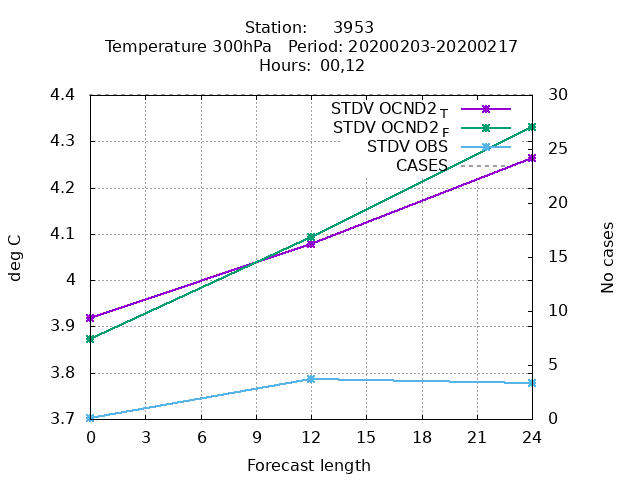 Station: 3953
Temperature 300hPa Period: 20200203-20200217
Hours: 00,12
4.4
4.3
4.2
4.1
4
3.9
3.8
3.7
deg C
STDV OCND2 T
STDV OCND2 F
STDV OBS
CASES
30
25
20
15
10
5
0
No cases
0 3 6 9 12 15 18 21 24
Forecast length